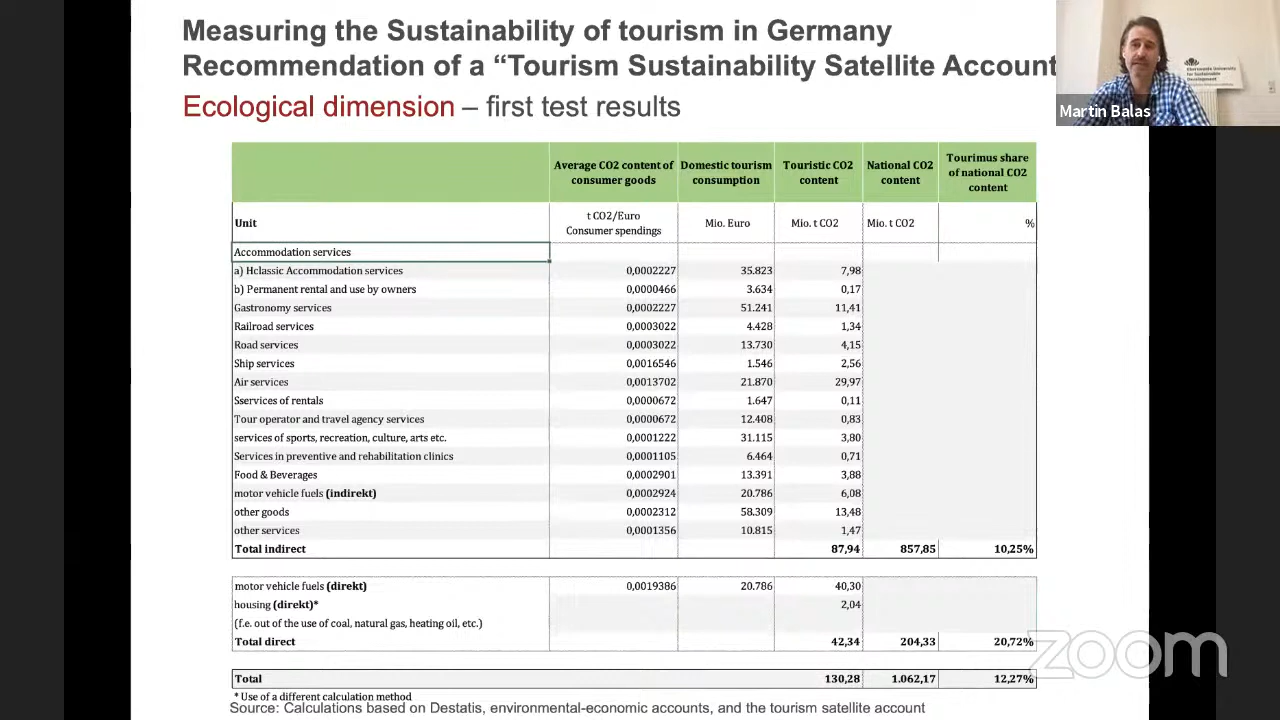 Measuring the Sustainability of tourism in Germany
Recommendation of a “Tourism Sustainability Satellite Account
Ecological dimension – first test results
Martin Balas
Eberswalde University
for Sustainable
Development
Average CO2 content of consumer goods Domestic tourism consumption Touristic CO2 content National CO2 content Tourimus share of national CO2 content
Unit t CO2/Euro Consumer spendings Mio. Euro Mio. t CO2 Mio. t CO2 %
Accommodation services
a) Hclassic Accommodation services 0,0002227 35.823 7,98
b) Permanent rental and use by owners 0,0000466 3.634 0,17
Gastronomy services 0,0002227 51.241 11,41
Railroad services 0,0003022 4.428 1,34
Road services 0,0003022 13.730 4,15
Ship services 0,0016546 1.546 2,56
Air services 0,0013702 21.870 29,97
Sservices of rentals 0,0000672 1.647 0,11
Tour operator and travel agency services 0,0000672 12.408 0,83
services of sports, recreation, culture, arts etc. 0,0001222 31.115 3,80
Services in preventive and rehabilitation clinics 0,0001105 6.464 0,71
Food & Beverages 0,0002901 13.391 3,88
motor vehicle fuels (indirekt) 0,0002924 20.786 6,08
other goods 0,0002312 58.309 13,48
other services 0,0001356 10.815 1,47
Total indirect 87,94 857,85 10,25%
motor vehicle fuels (direkt) 0,0019386 20.786 40,30
housing (direkt)* 2,04
(f.e. out of the use of coal, natural gas, heating oil, etc.)
Total direct 42,34 204,33 20,72%
zoom
Total 130,28 1.062,17 12,27%
* Use of a different calculation method
Source: Calculations based on Destatis, environmental-economic accounts, and the tourism satellite account